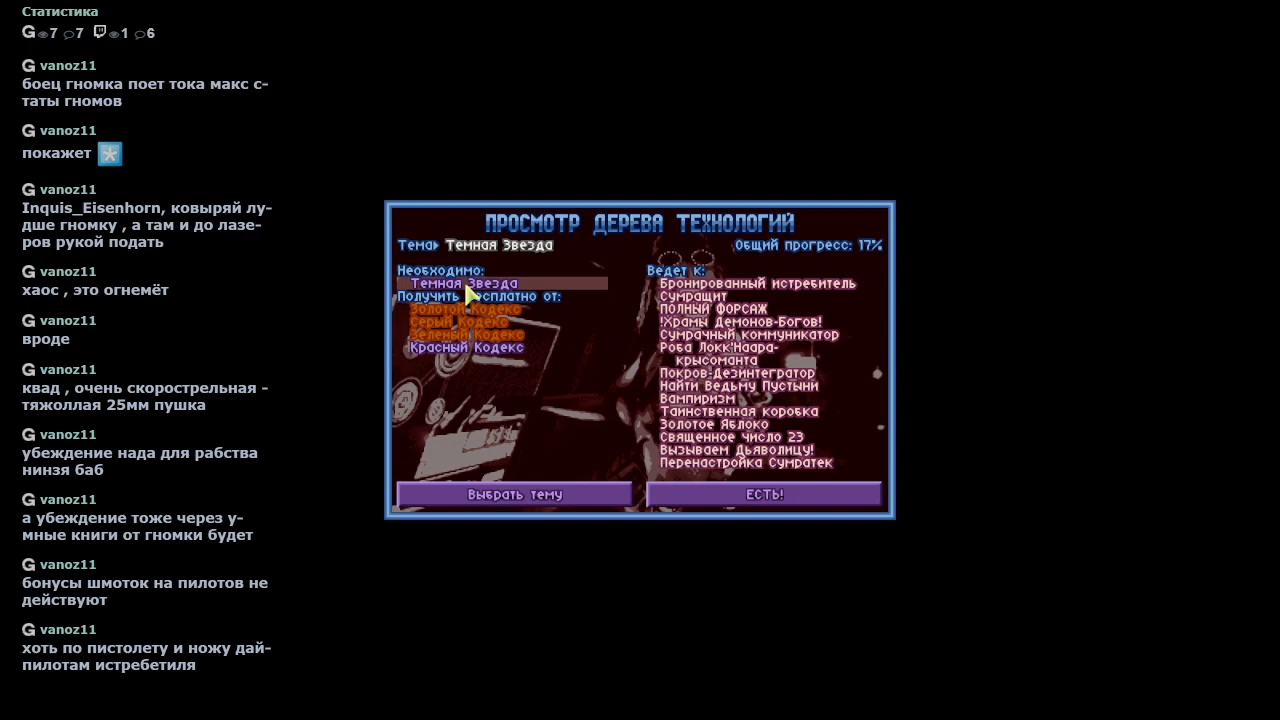 Статистика
7 7 1 6
vanoz11
боец гномка поет тока макс с-
таты гномов
vanoz11
покажет
vanoz11
Inquis_Eisenhorn, ковыряй лу-
дше гномку , а там и до лазе-
ров рукой подать
vanoz11
хаос , это огнемёт
vanoz11
вроде
vanoz11
квад , очень скорострельная -
тяжоллая 25мм пушка
vanoz11
убеждение нада для рабства
нинзя баб
vanoz11
а убеждение тоже через у-
мные книги от гномки будет
vanoz11
бонусы шмоток на пилотов не
действуют
vanoz11
хоть по пистолету и ножу дай-
пилотам истребетиля
ПРОСМОТР ДЕРЕВА ТЕХНОЛОГИЙ
Тема Темная Звезда
Общий прогресс: 17%
Необходимо:
Темная Звезда
Получить бесплатно от:
Золотой Кодекс
Серый Кодекс
Зеленый Кодекс
Красный Кодекс
Ведет к:
Бронированный истребитель
Сумращит
ПОЛНЫЙ ФОРСАЖ
!Храмы Демонов-Богов!
Сумрачный коммуникатор
Роба Локк'Наара-
крысоманта
Покров-Дезинтегратор
Найти Ведьму Пустыни
Вампиризм
Таинственная коробка
Золотое Яблоко
Священное число 23
Вызываем Дьяволицу!
Перенастройка Сумратек
Выбрать тему
ЕСТЬ!